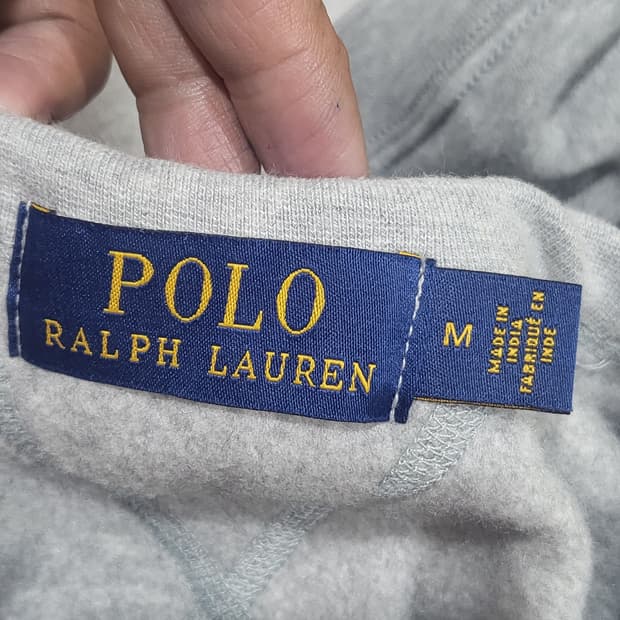 POLO
RALPH LAUREN
M
MADE IN
INDIA
FABRIQUÉ EN
INDE